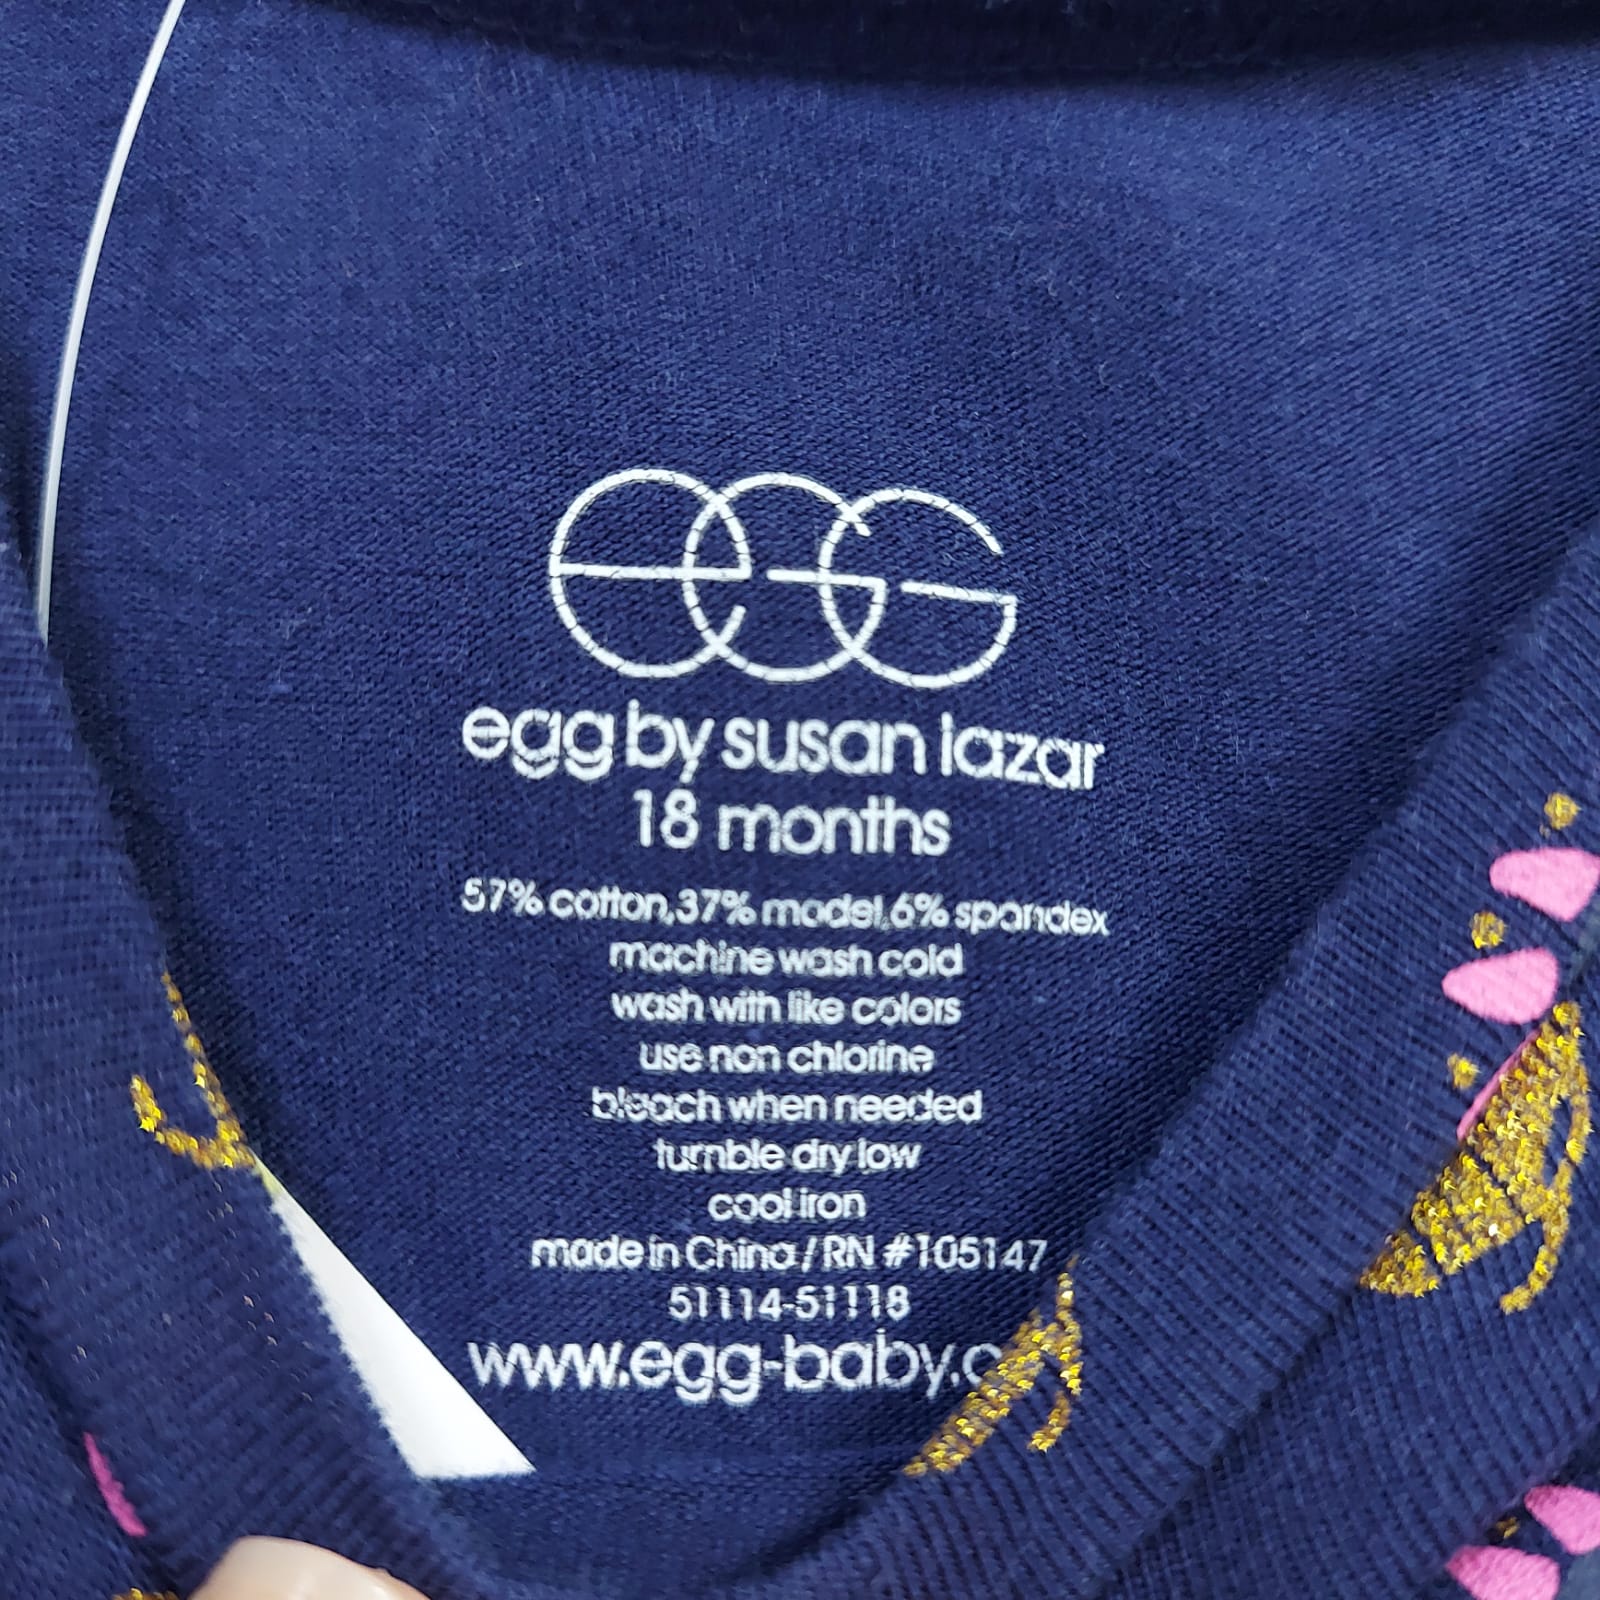 eGG
egg by susan lazar
18 months
57% cotton,37% model,6% spandex
machine wash cold
wash with like colors
use non chlorine
bleach when needed
tumble dry low
cool iron
made in China / RN #105147
51114-51118
www.egg-baby.c